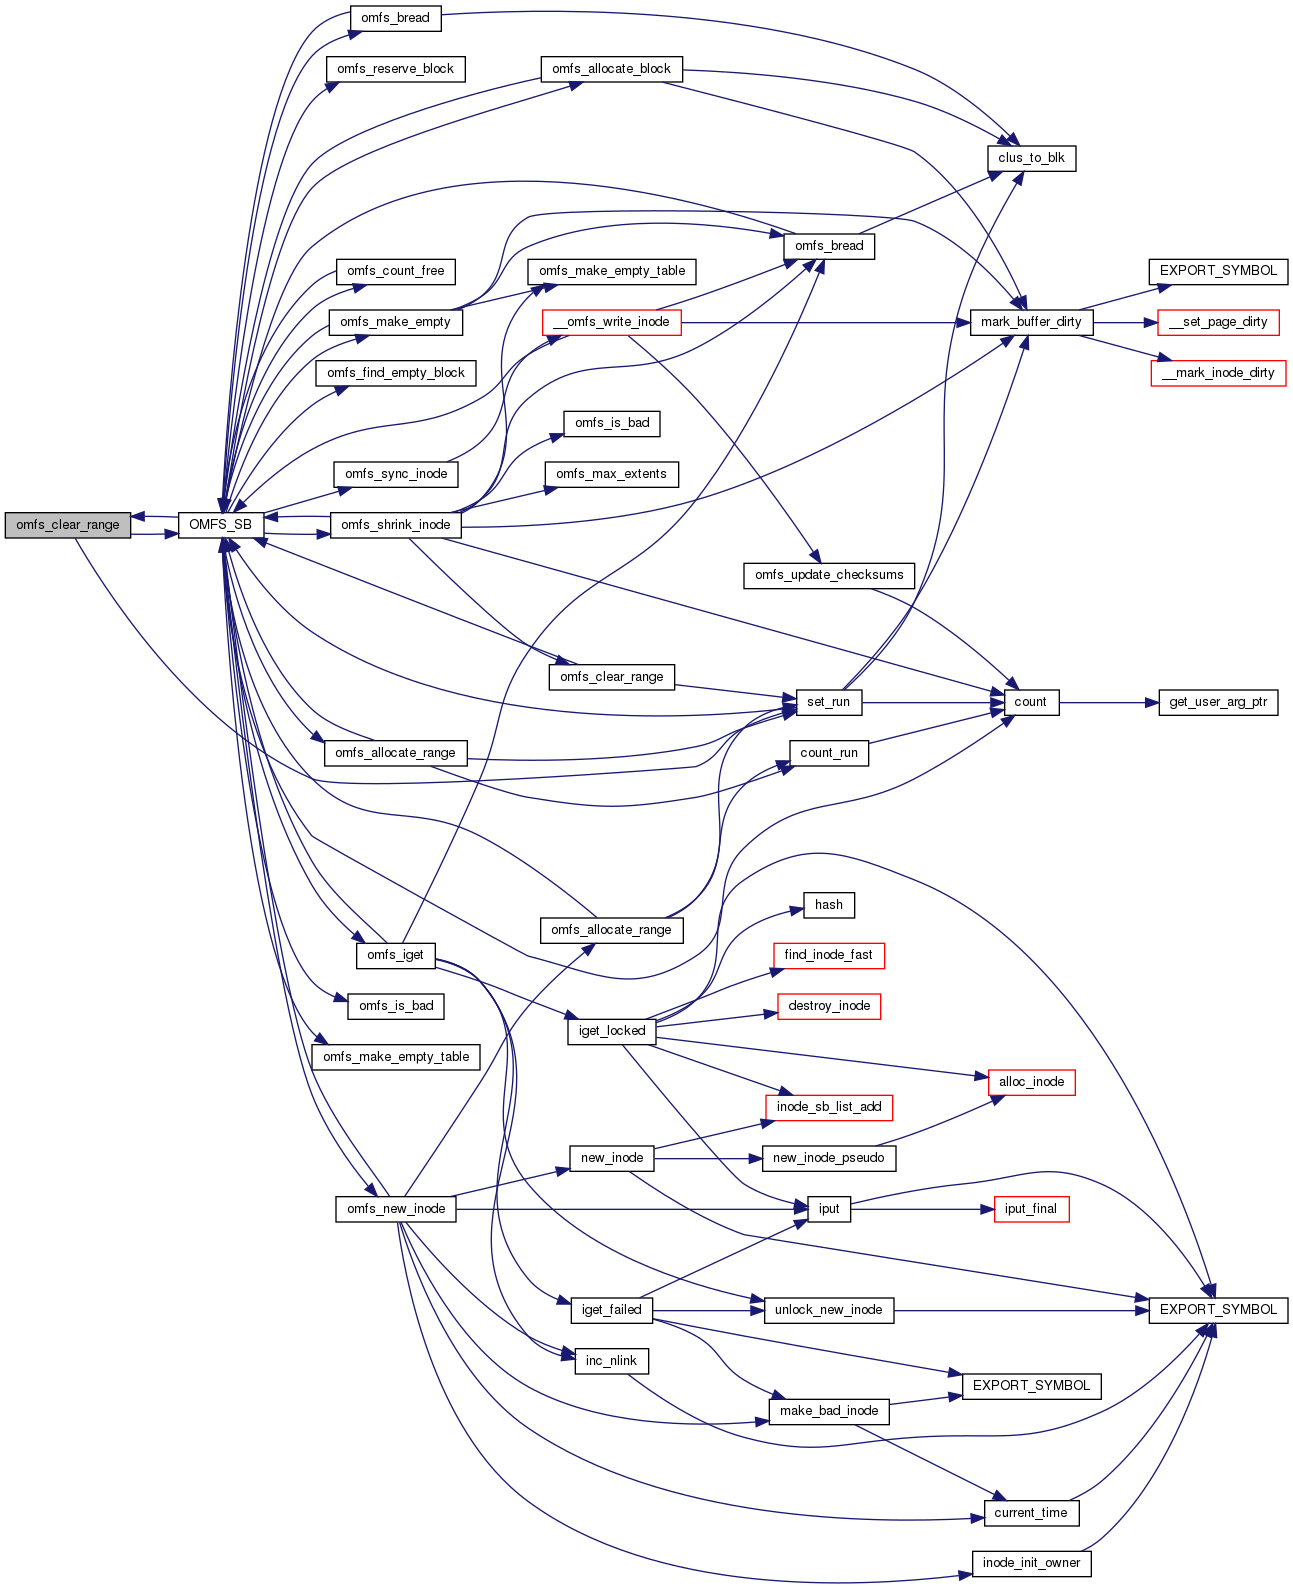 omfs_bread
omfs_reserve_block
omfs_allocate_block
clus_to_blk
omfs_bread
omfs_count_free
omfs_make_empty_table
EXPORT_SYMBOL
omfs_make_empty
__omfs_write_inode
mark_buffer_dirty
__set_page_dirty
omfs_find_empty_block
__mark_inode_dirty
omfs_is_bad
omfs_sync_inode
omfs_max_extents
omfs_clear_range
OMFS_SB
omfs_shrink_inode
omfs_update_checksums
omfs_clear_range
set_run
count
get_user_arg_ptr
omfs_allocate_range
count_run
hash
omfs_allocate_range
omfs_iget
find_inode_fast
omfs_is_bad
destroy_inode
iget_locked
omfs_make_empty_table
alloc_inode
inode_sb_list_add
new_inode
new_inode_pseudo
omfs_new_inode
iput
iput_final
iget_failed
unlock_new_inode
EXPORT_SYMBOL
inc_nlink
EXPORT_SYMBOL
make_bad_inode
current_time
inode_init_owner